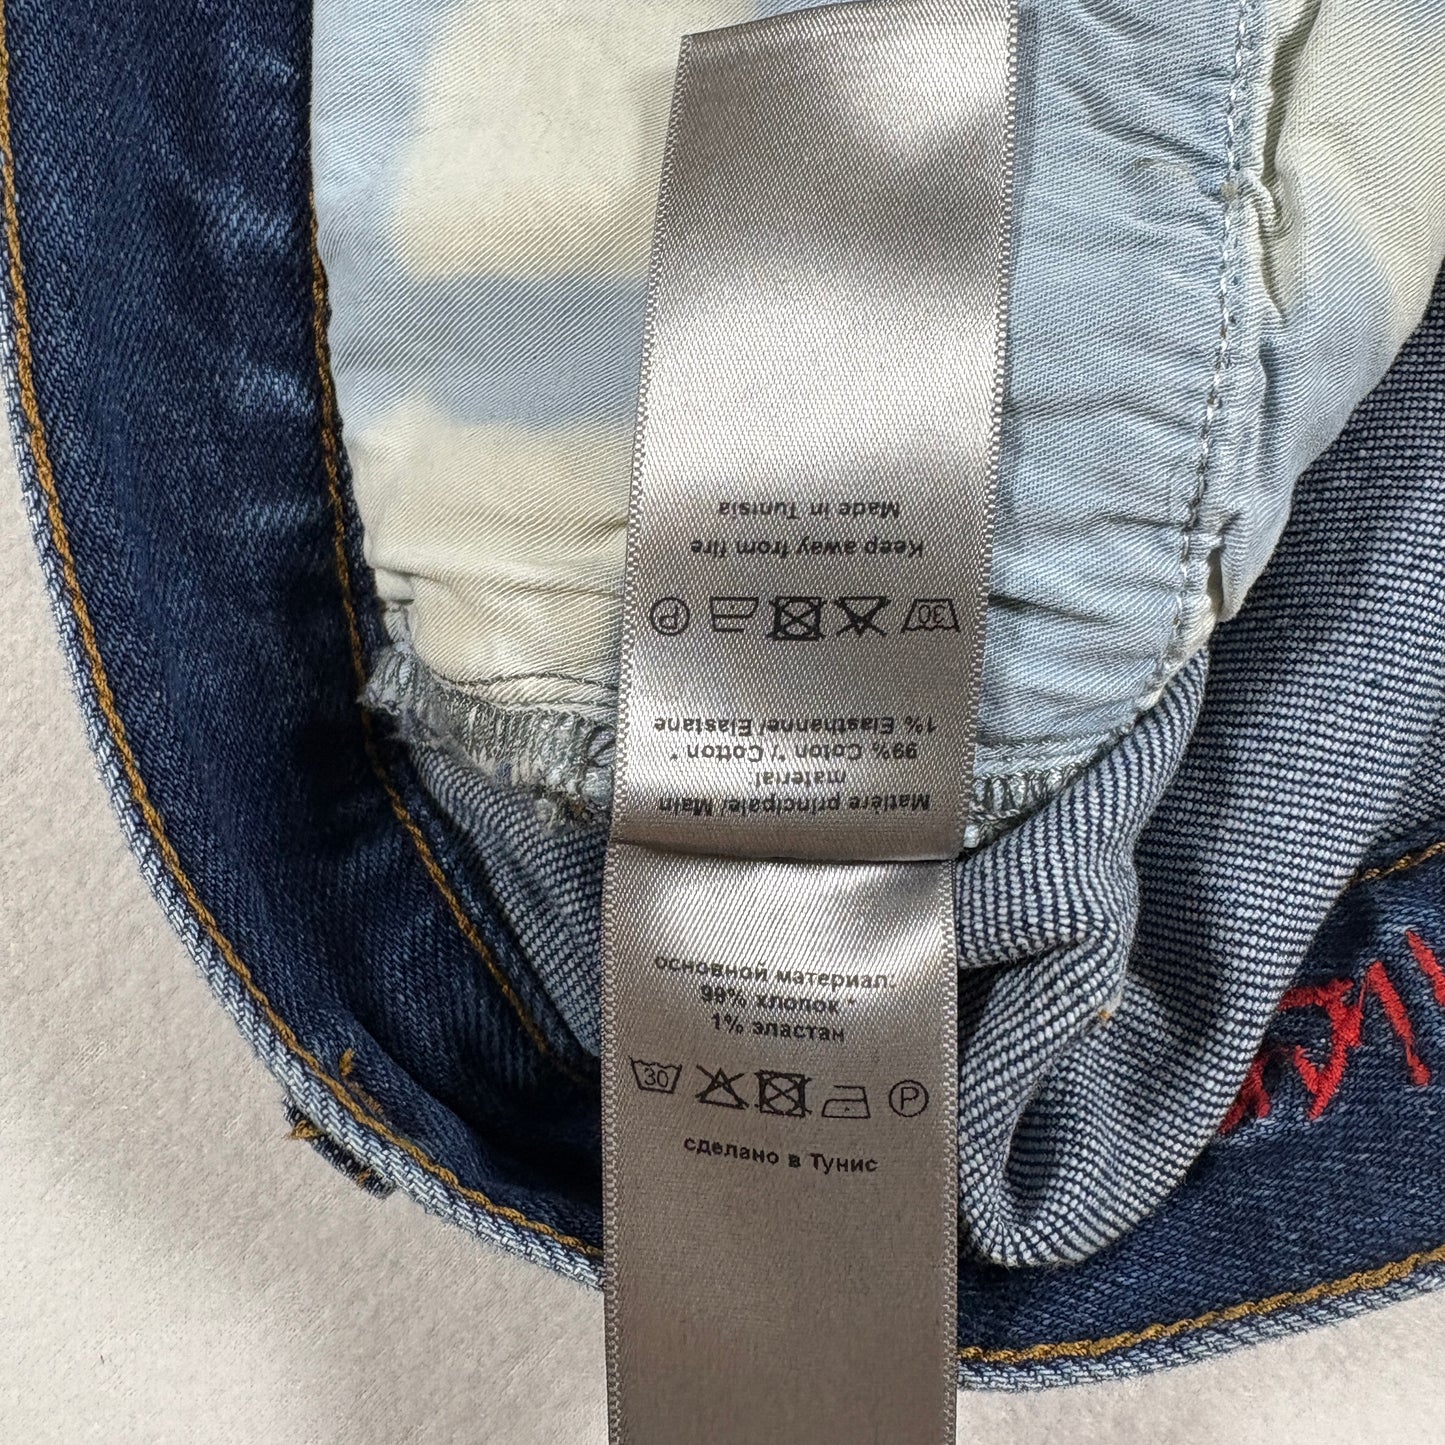 Matière principale/ Main
material:
99% Coton */ Cotton *
1% Elasthanne/ Elastane
30
P
Keep away from fire
Made in Tunisia
основной материал:
99% хлопок *
1% эластан
30
P
сделано в Тунис